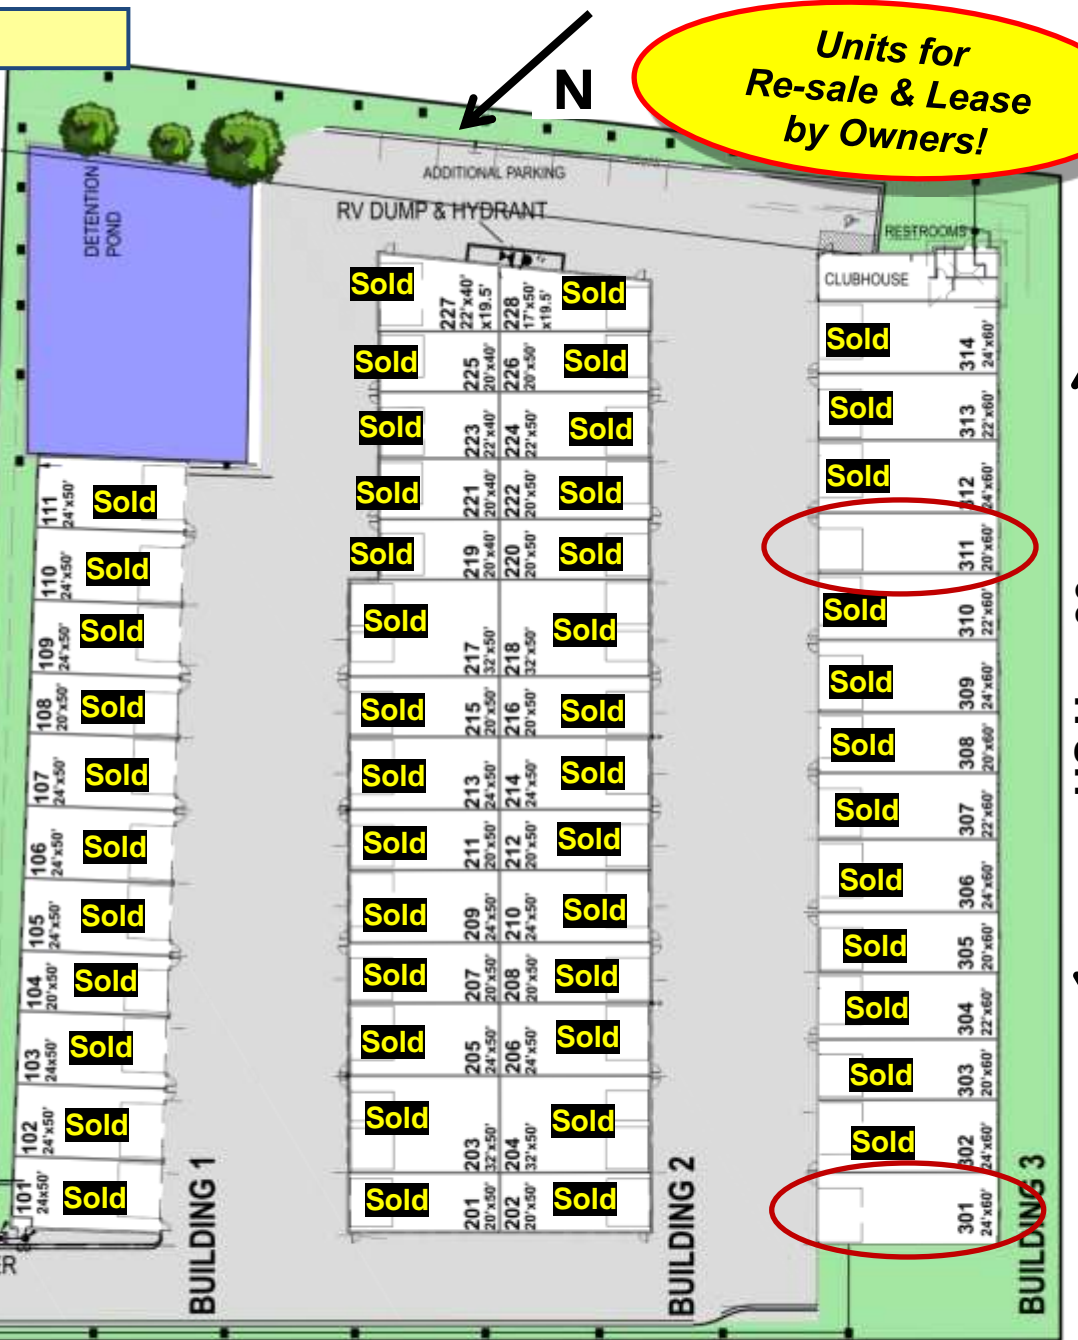 Units for
Re-sale & Lease
by Owners!
N
ADDITIONAL PARKING
RV DUMP & HYDRANT
DETENTION
POND
RESTROOMS
CLUBHOUSE
Sold
227
22'x40'
x19.5'
228
17'x50'
x19.5'
Sold
Sold
225
20'x40'
226
20'x50'
Sold
Sold
223
22'x40'
224
22'x50'
Sold
Sold
221
20'x40'
222
20'x50'
Sold
Sold
219
20'x40'
220
20'x50'
Sold
Sold
217
32'x50'
218
32'x50'
Sold
Sold
215
20'x50'
216
20'x50'
Sold
Sold
213
24'x50'
214
24'x50'
Sold
Sold
211
20'x50'
212
20'x50'
Sold
Sold
209
24'x50'
210
24'x50'
Sold
Sold
207
20'x50'
208
20'x50'
Sold
Sold
205
24'x50'
206
24'x50'
Sold
Sold
203
32'x50'
204
32'x50'
Sold
Sold
201
20'x50'
202
20'x50'
Sold
111
24'x50'
Sold
110
24'x50'
Sold
109
24'x50'
Sold
108
20'x50'
Sold
107
24'x50'
Sold
106
24'x50'
Sold
105
24'x50'
Sold
104
20'x50'
Sold
103
24x50'
Sold
102
24'x50'
Sold
101
24x50'
Sold
Sold
314
24'x60'
Sold
313
22'x60'
Sold
312
24'x60'
311
20'x60'
Sold
310
22'x60'
Sold
309
24'x60'
Sold
308
20'x60'
Sold
307
22'x60'
Sold
306
24'x60'
Sold
305
20'x60'
Sold
304
22'x60'
Sold
303
20'x60'
Sold
302
24'x60'
301
24'x60'
BUILDING 1
BUILDING 2
BUILDING 3